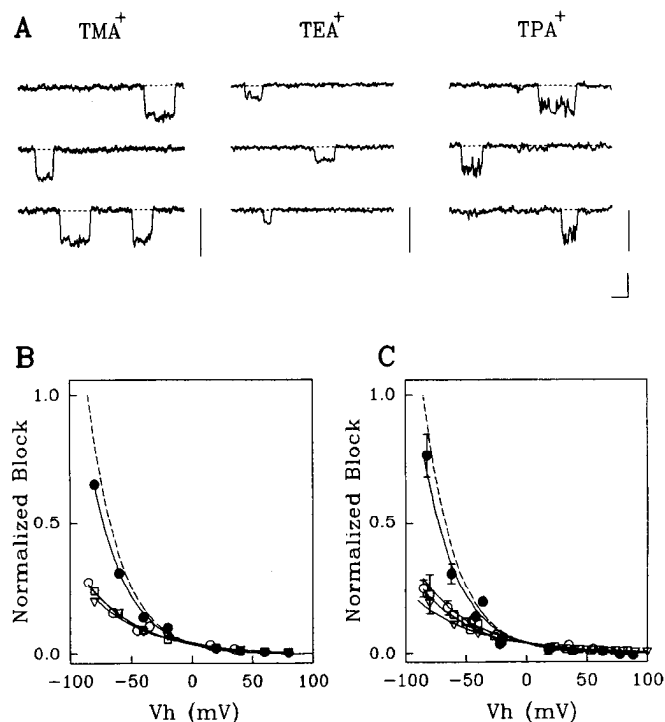 A
TMA+ TEA+ TPA+
B C
1.0 1.0
Normalized Block Normalized Block
0.5 0.5
0.0 0.0
−100 −50 0 50 100 −100 −50 0 50 100
Vh (mV) Vh (mV)